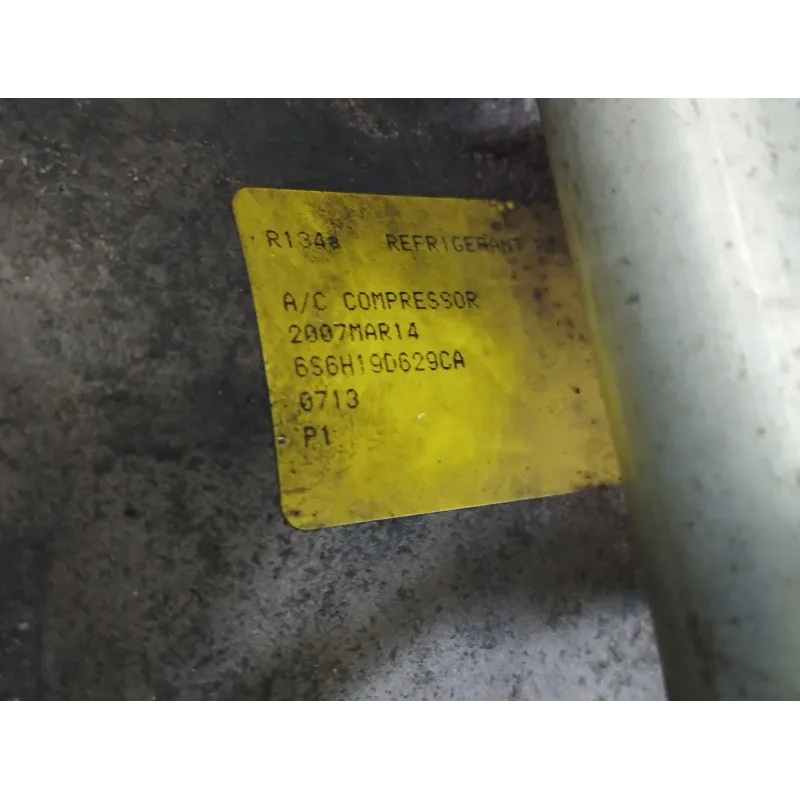 R134a REFRIGERANT
A/C COMPRESSOR
2007MAR14
6S6H19D629CA
0713
P1